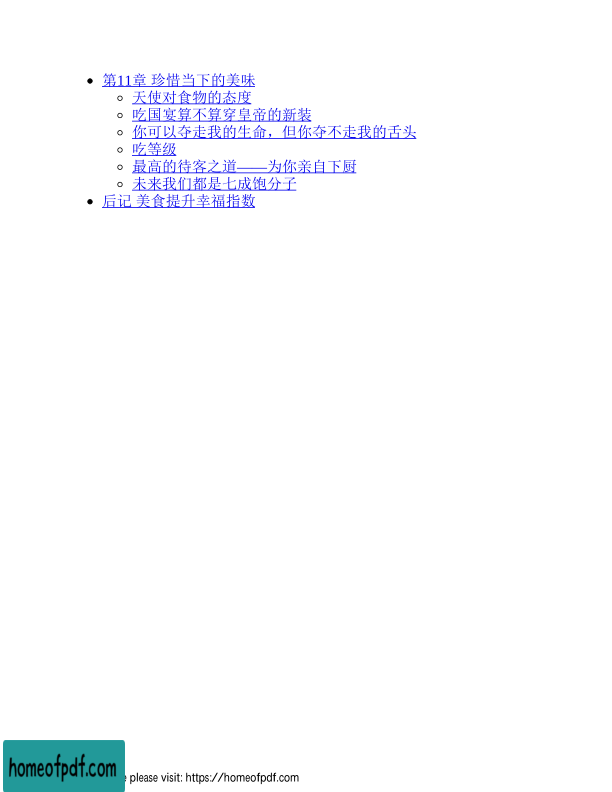 第11章 珍惜当下的美味
天使对食物的态度
吃国宴算不算穿皇帝的新装
你可以夺走我的生命，但你夺不走我的舌头
吃等级
最高的待客之道——为你亲自下厨
未来我们都是七成饱分子
后记 美食提升幸福指数
homeofpdf.com
e please visit: https://homeofpdf.com